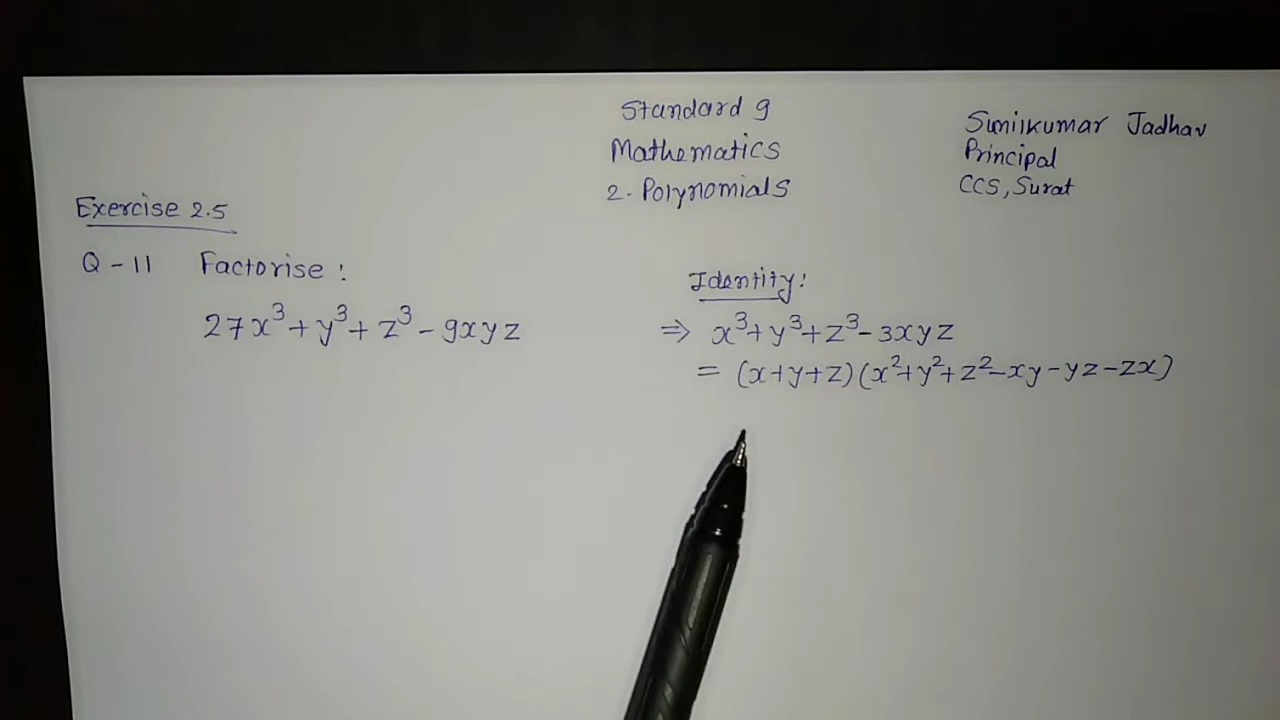 Standard 9
Mathematics
2. Polynomials
Sunilkumar Jadhav
Principal
CCS, Surat
Exercise 2.5
Q-11 Factorise:
27x³+y³+z³-9xyz
Identity:
⇒ x³+y³+z³-3xyz
= (x+y+z)(x²+y²+z²-xy-yz-zx)